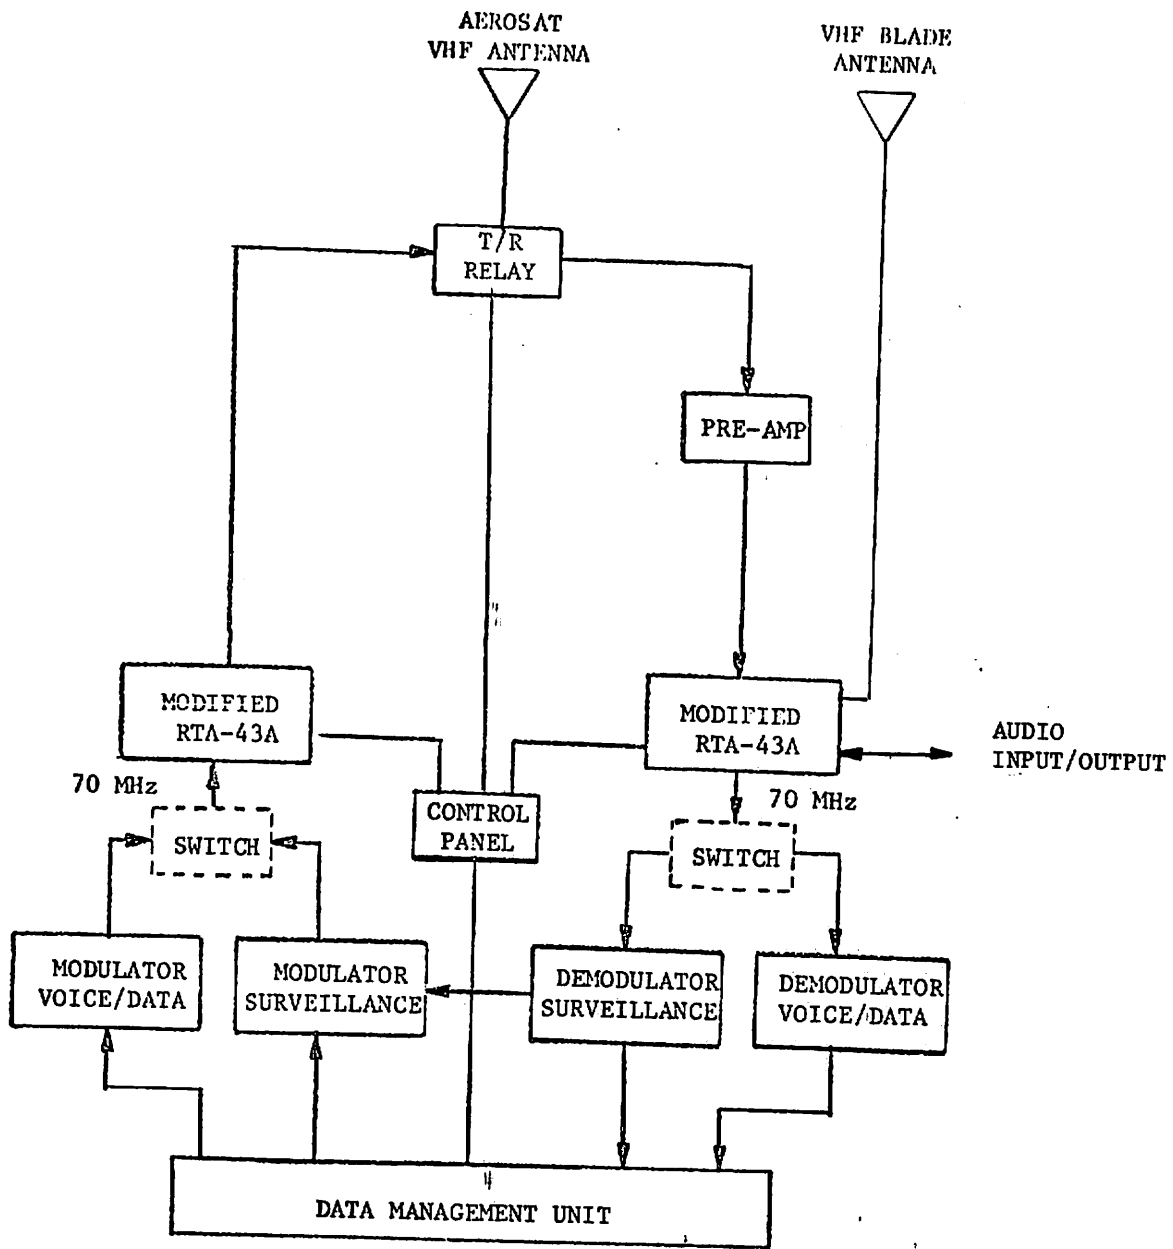 AEROSAT
VHF ANTENNA
VHF BLADE
ANTENNA
T/R
RELAY
PRE-AMP
MODIFIED
RTA-43A
MODIFIED
RTA-43A
AUDIO
INPUT/OUTPUT
70 MHz
70 MHz
CONTROL
PANEL
SWITCH
SWITCH
MODULATOR
VOICE/DATA
MODULATOR
SURVEILLANCE
DEMODULATOR
SURVEILLANCE
DEMODULATOR
VOICE/DATA
DATA MANAGEMENT UNIT